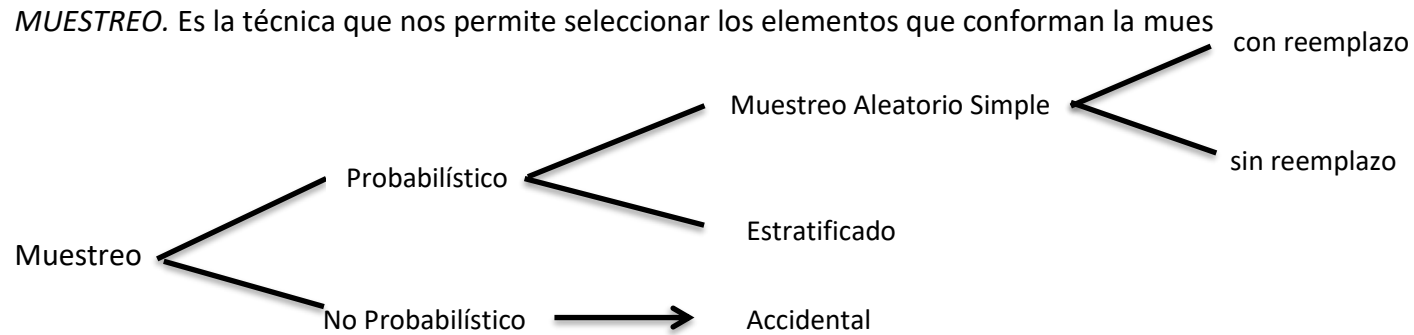 MUESTREO. Es la técnica que nos permite seleccionar los elementos que conforman la mues
con reemplazo
Muestreo Aleatorio Simple
sin reemplazo
Probabilístico
Estratificado
Muestreo
No Probabilístico
Accidental